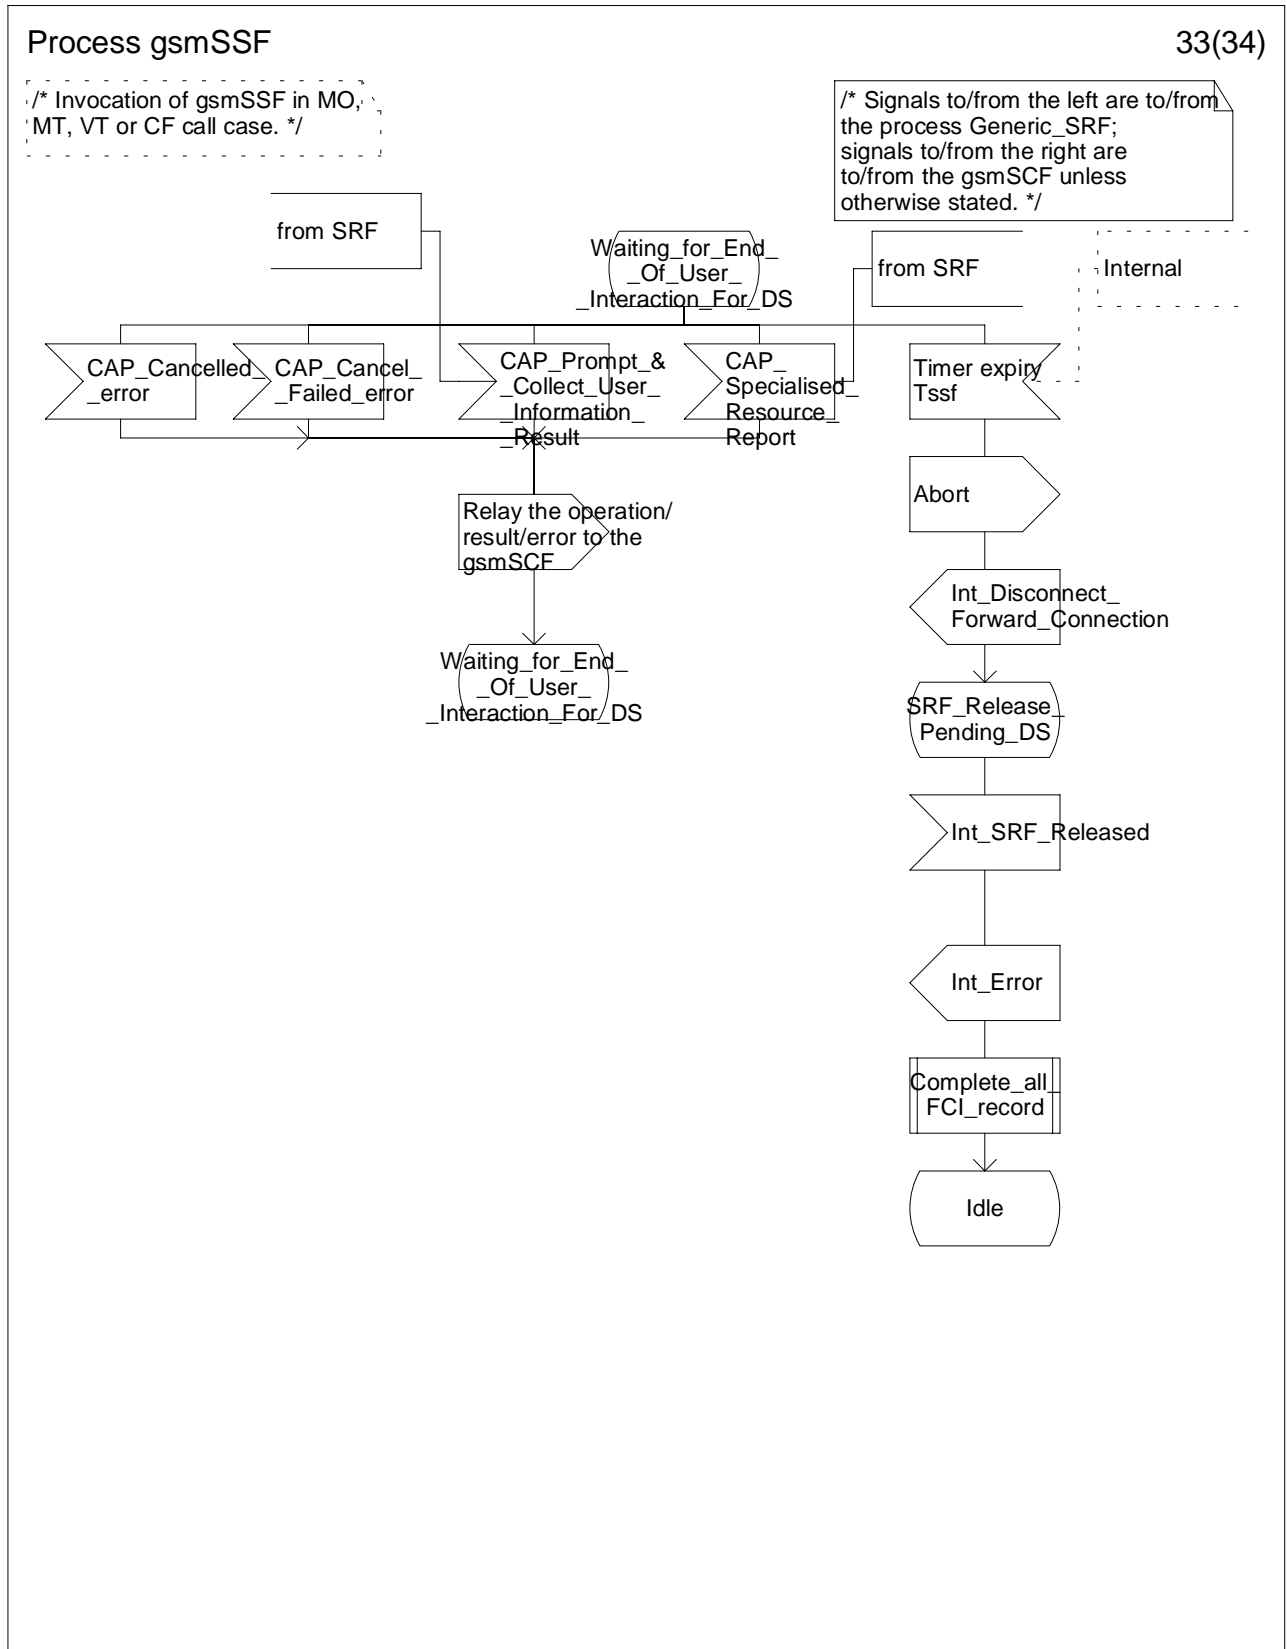 Process gsmSSF
33(34)
/* Invocation of gsmSSF in MO,
MT, VT or CF call case. */
/* Signals to/from the left are to/from
the process Generic_SRF;
signals to/from the right are
to/from the gsmSCF unless
otherwise stated. */
from SRF
Waiting_for_End_
_Of_User_
_Interaction_For_DS
from SRF
Internal
CAP_Cancelled_
_error
CAP_Cancel_
_Failed_error
CAP_Prompt_&
_Collect_User_
_Information_
_Result
CAP_
Specialised_
Resource_
Report
Timer expiry
Tssf
Abort
Relay the operation/
result/error to the
gsmSCF
Int_Disconnect_
Forward_Connection
Waiting_for_End_
_Of_User_
_Interaction_For_DS
SRF_Release_
Pending_DS
Int_SRF_Released
Int_Error
Complete_all_
FCI_record
Idle